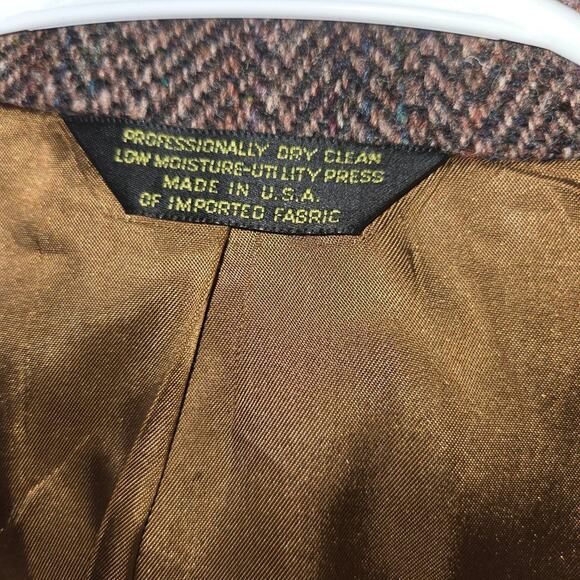 PROFESSIONALLY DRY CLEAN
LOW MOISTURE-UTILITY PRESS
MADE IN U.S.A.
OF IMPORTED FABRIC